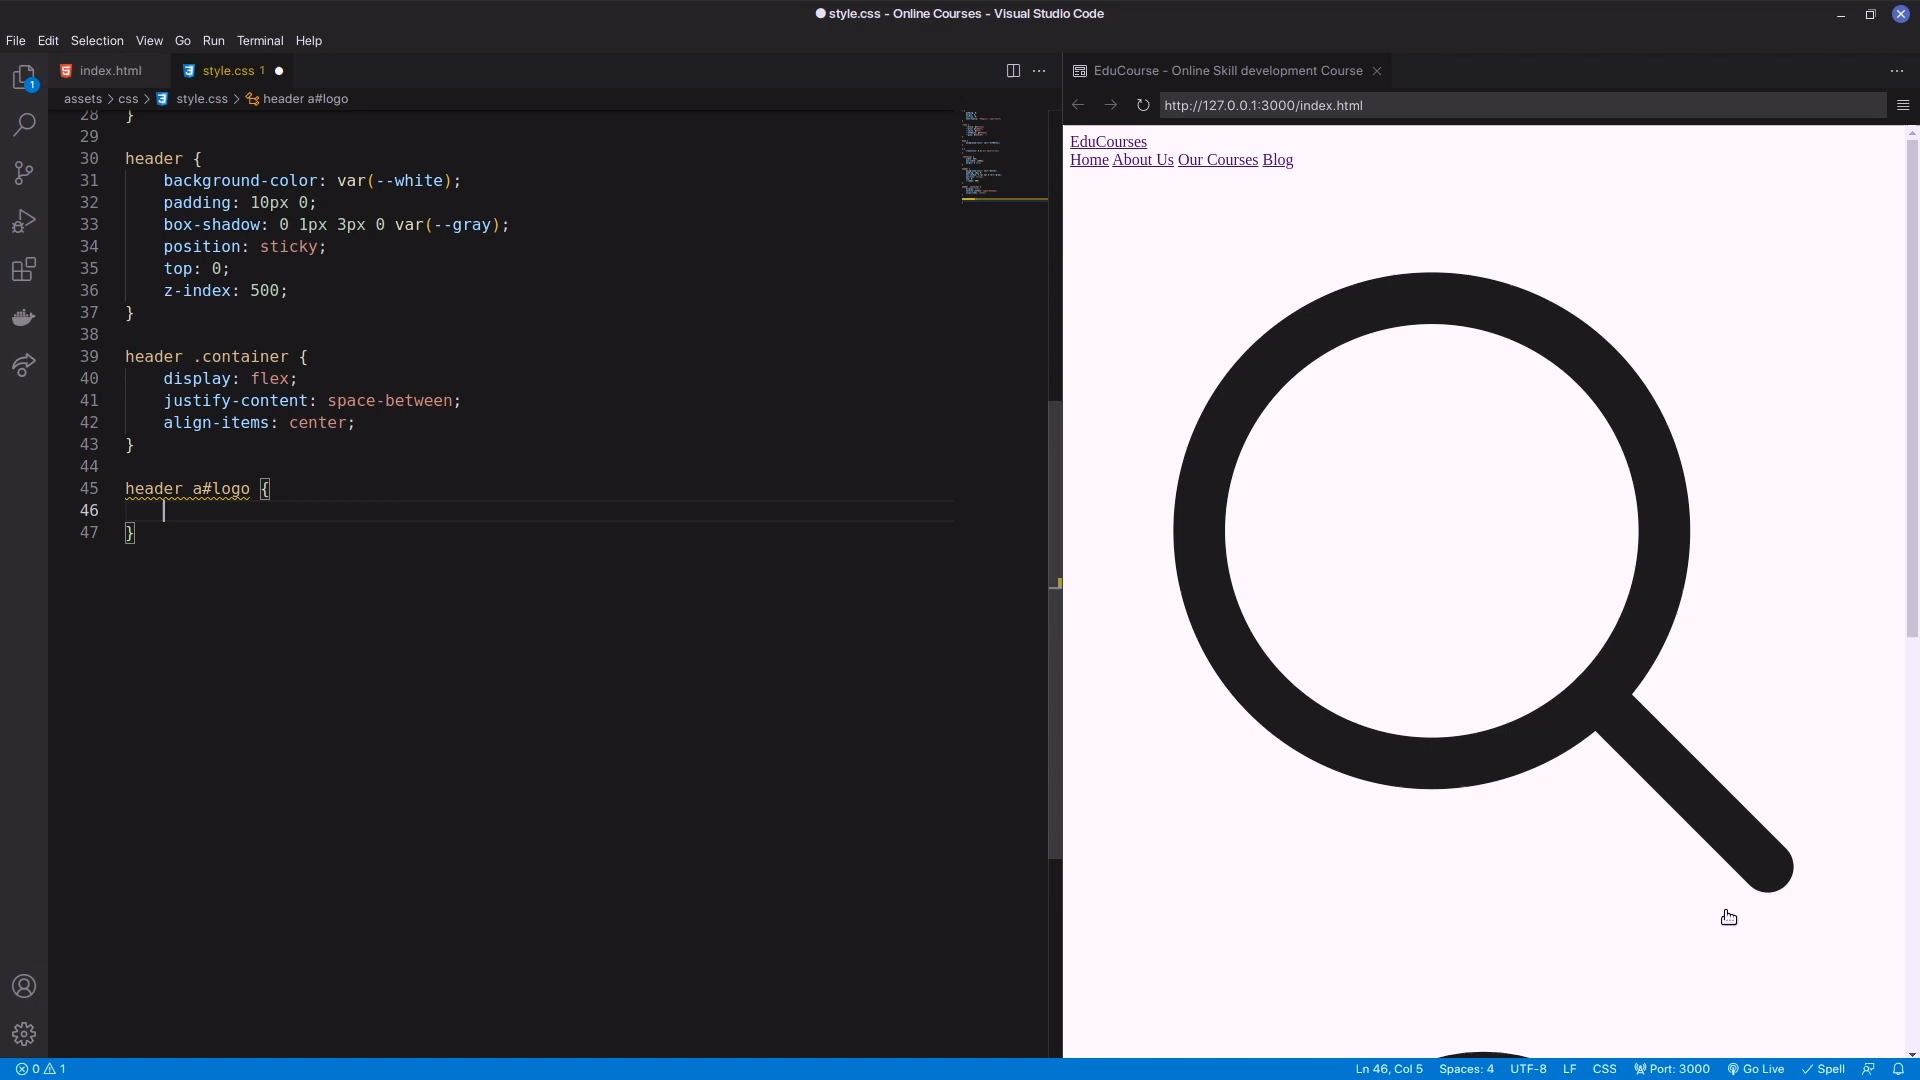 style.css - Online Courses - Visual Studio Code
File Edit Selection View Go Run Terminal Help
index.html
style.css 1
EduCourse - Online Skill development Course
assets > css > style.css > header a#logo
http://127.0.0.1:3000/index.html
28 }
29
30 header {
31 background-color: var(--white);
32 padding: 10px 0;
33 box-shadow: 0 1px 3px 0 var(--gray);
34 position: sticky;
35 top: 0;
36 z-index: 500;
37 }
38
39 header .container {
40 display: flex;
41 justify-content: space-between;
42 align-items: center;
43 }
44
45 header a#logo {
46
47 }
EduCourses
Home About Us Our Courses Blog
1
0 1
Ln 46, Col 5 Spaces: 4 UTF-8 LF CSS Port: 3000 Go Live Spell